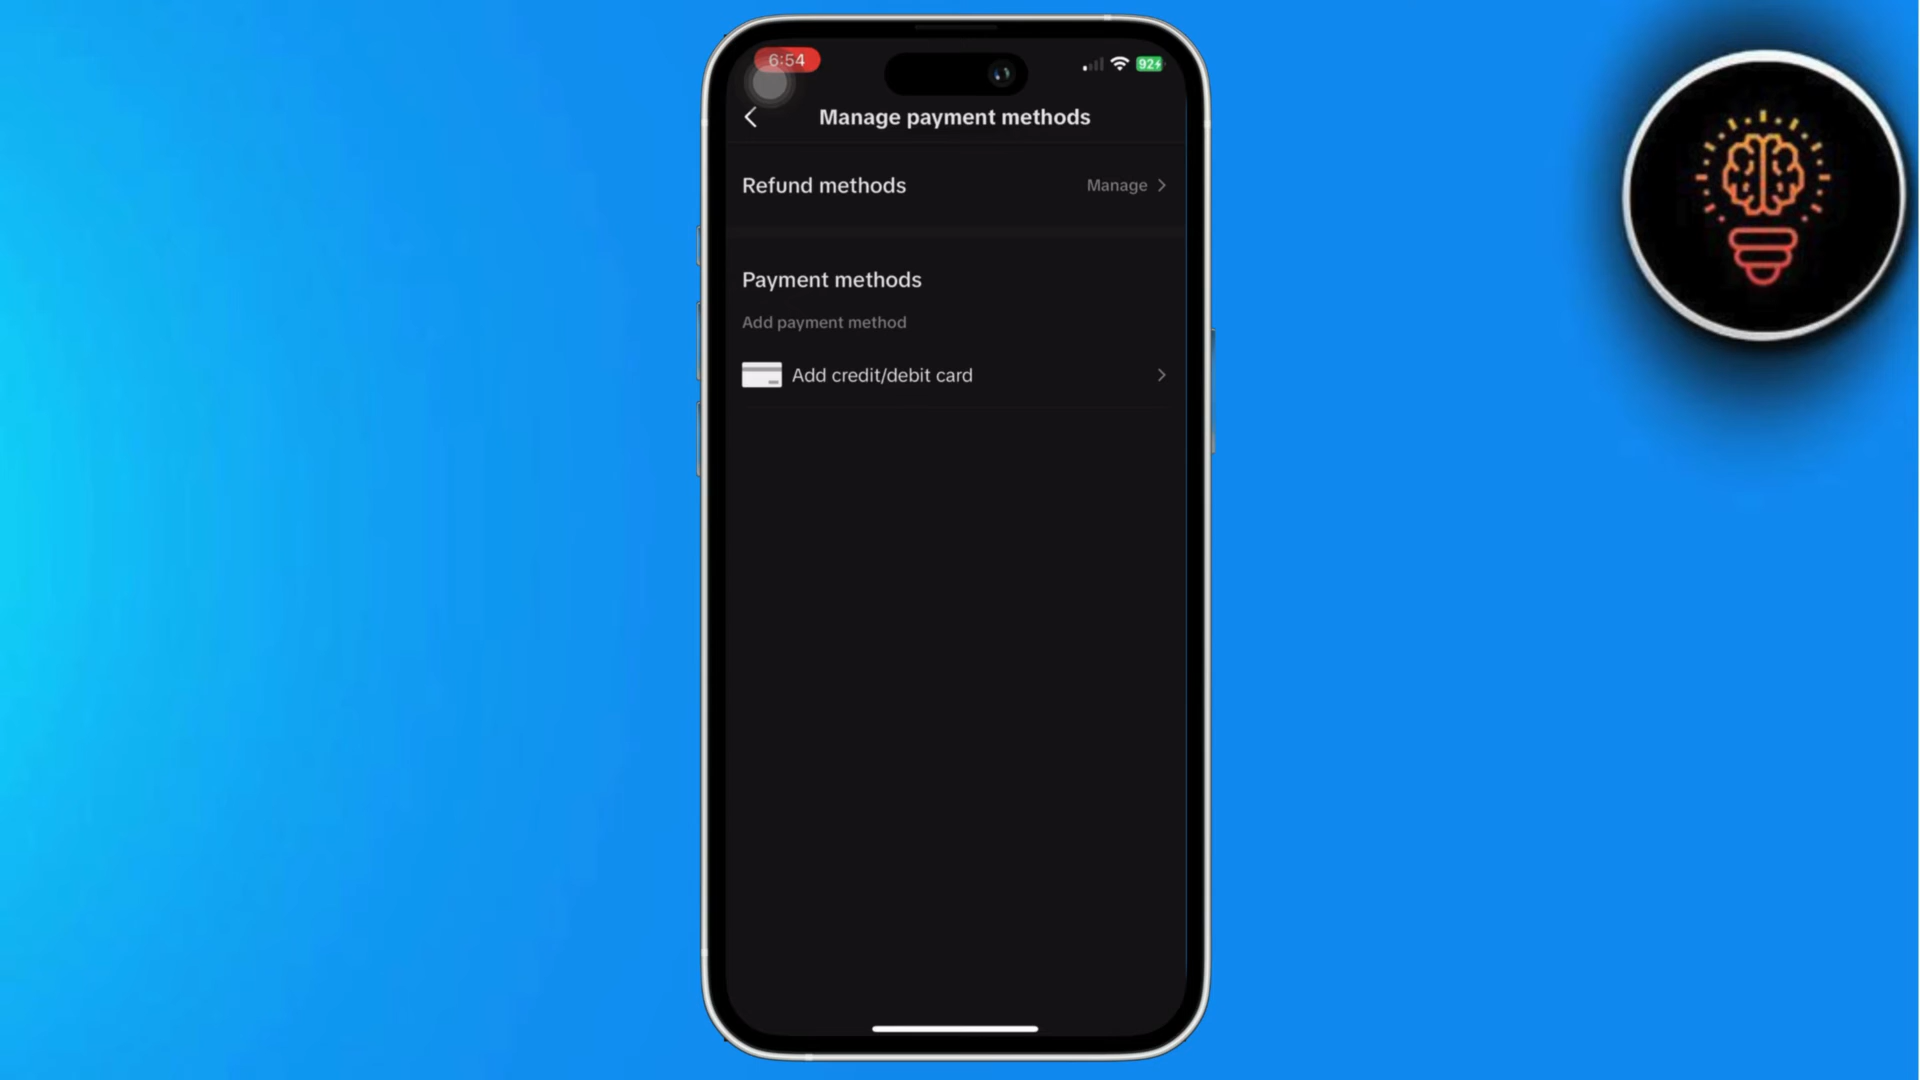 6:54
92
Manage payment methods
Refund methods
Manage
Payment methods
Add payment method
Add credit/debit card